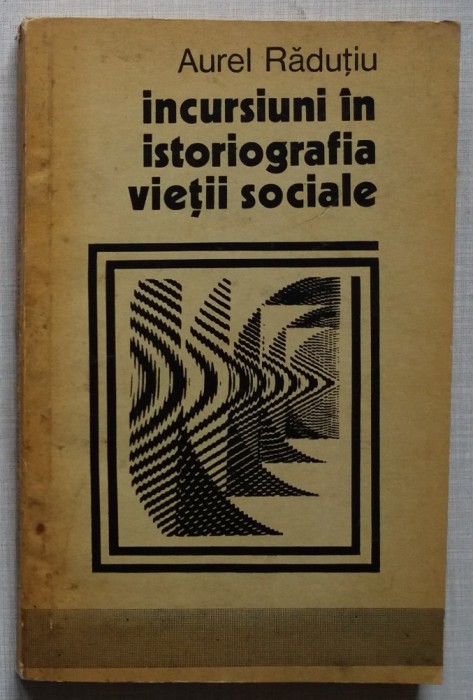 Aurel Răduțiu
incursiuni în
istoriografia
vieții sociale